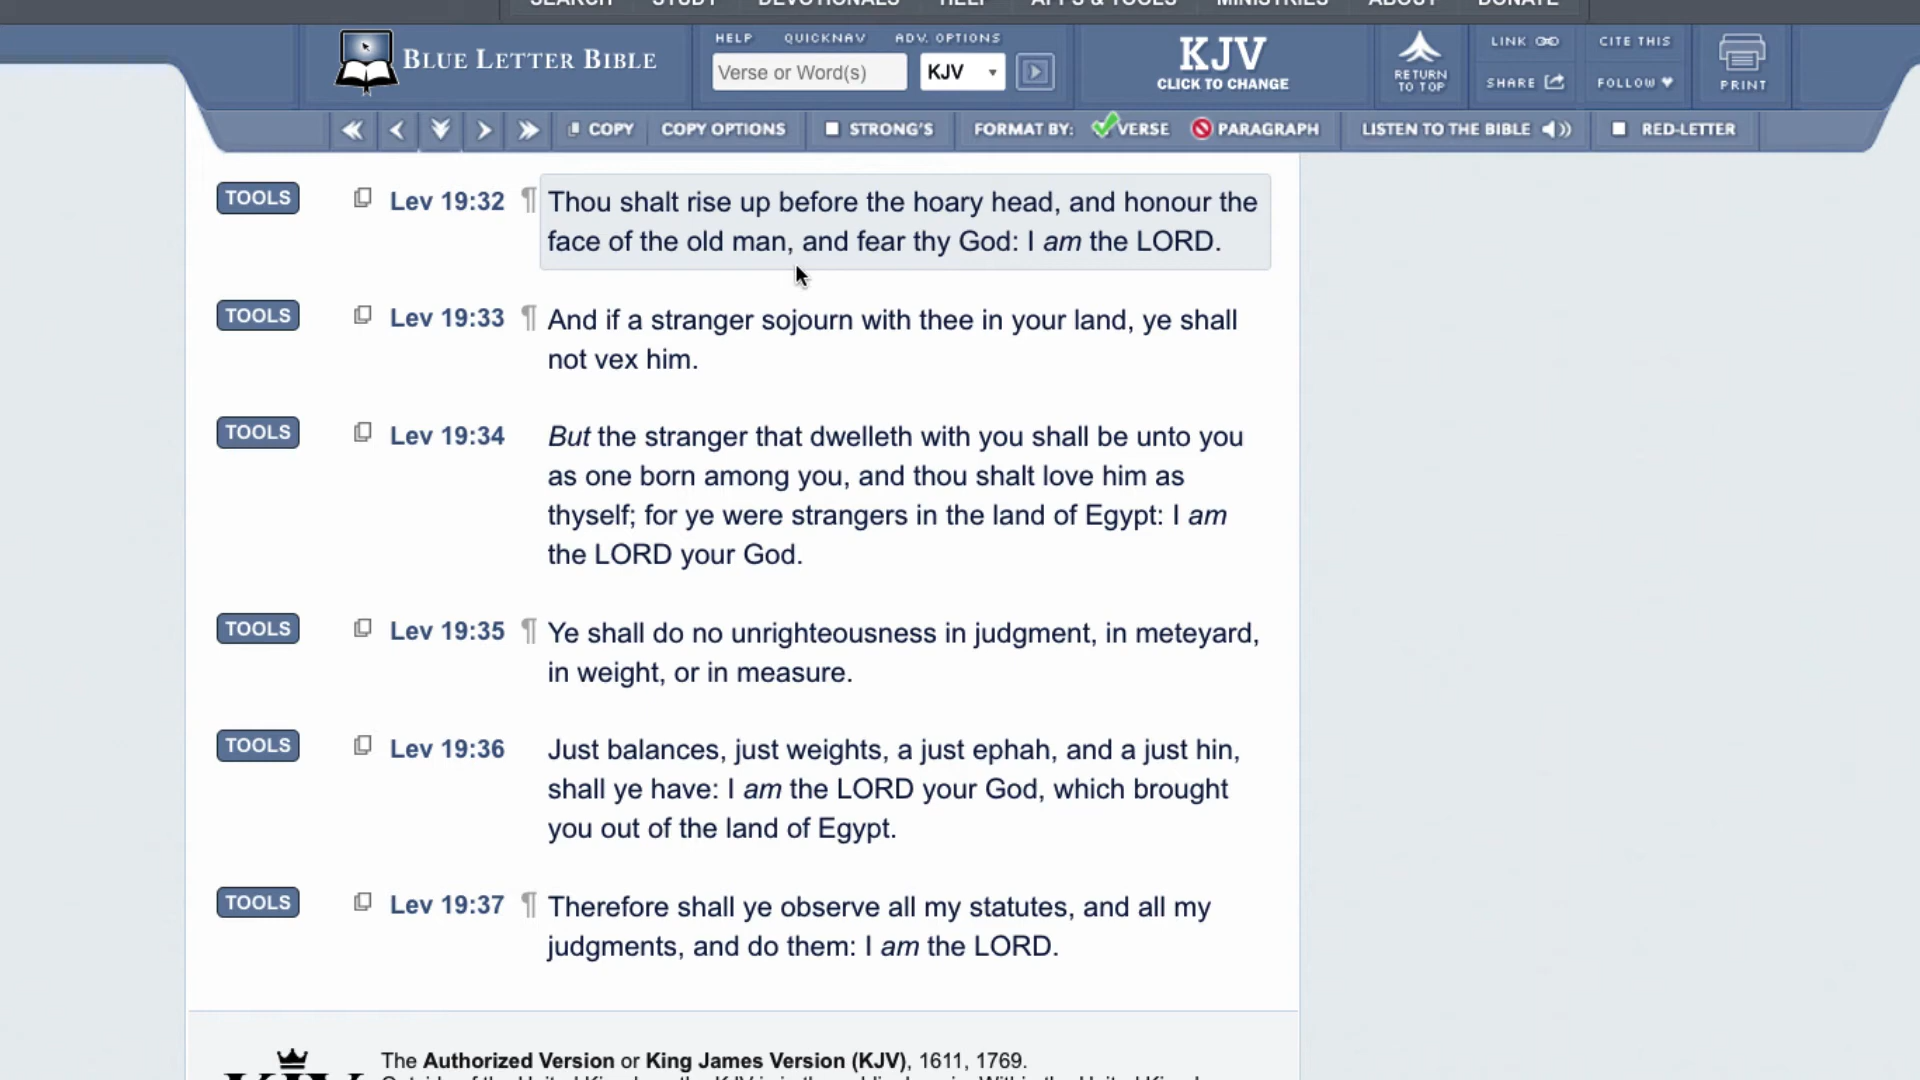 SEARCH STUDY DEVOTIONALS HELP APPS & TOOLS MINISTRIES ABOUT DONATE
BLUE LETTER BIBLE
HELP QUICKNAV ADV. OPTIONS
Verse or Word(s) KJV
KJV
CLICK TO CHANGE
RETURN
TO TOP
LINK
SHARE
CITE THIS
FOLLOW
PRINT
COPY COPY OPTIONS STRONG'S FORMAT BY: VERSE PARAGRAPH LISTEN TO THE BIBLE RED-LETTER
TOOLS Lev 19:32 ¶ Thou shalt rise up before the hoary head, and honour the
face of the old man, and fear thy God: I am the LORD.
TOOLS Lev 19:33 ¶ And if a stranger sojourn with thee in your land, ye shall
not vex him.
TOOLS Lev 19:34 But the stranger that dwelleth with you shall be unto you
as one born among you, and thou shalt love him as
thyself; for ye were strangers in the land of Egypt: I am
the LORD your God.
TOOLS Lev 19:35 ¶ Ye shall do no unrighteousness in judgment, in meteyard,
in weight, or in measure.
TOOLS Lev 19:36 Just balances, just weights, a just ephah, and a just hin,
shall ye have: I am the LORD your God, which brought
you out of the land of Egypt.
TOOLS Lev 19:37 ¶ Therefore shall ye observe all my statutes, and all my
judgments, and do them: I am the LORD.
KJV
The Authorized Version or King James Version (KJV), 1611, 1769.